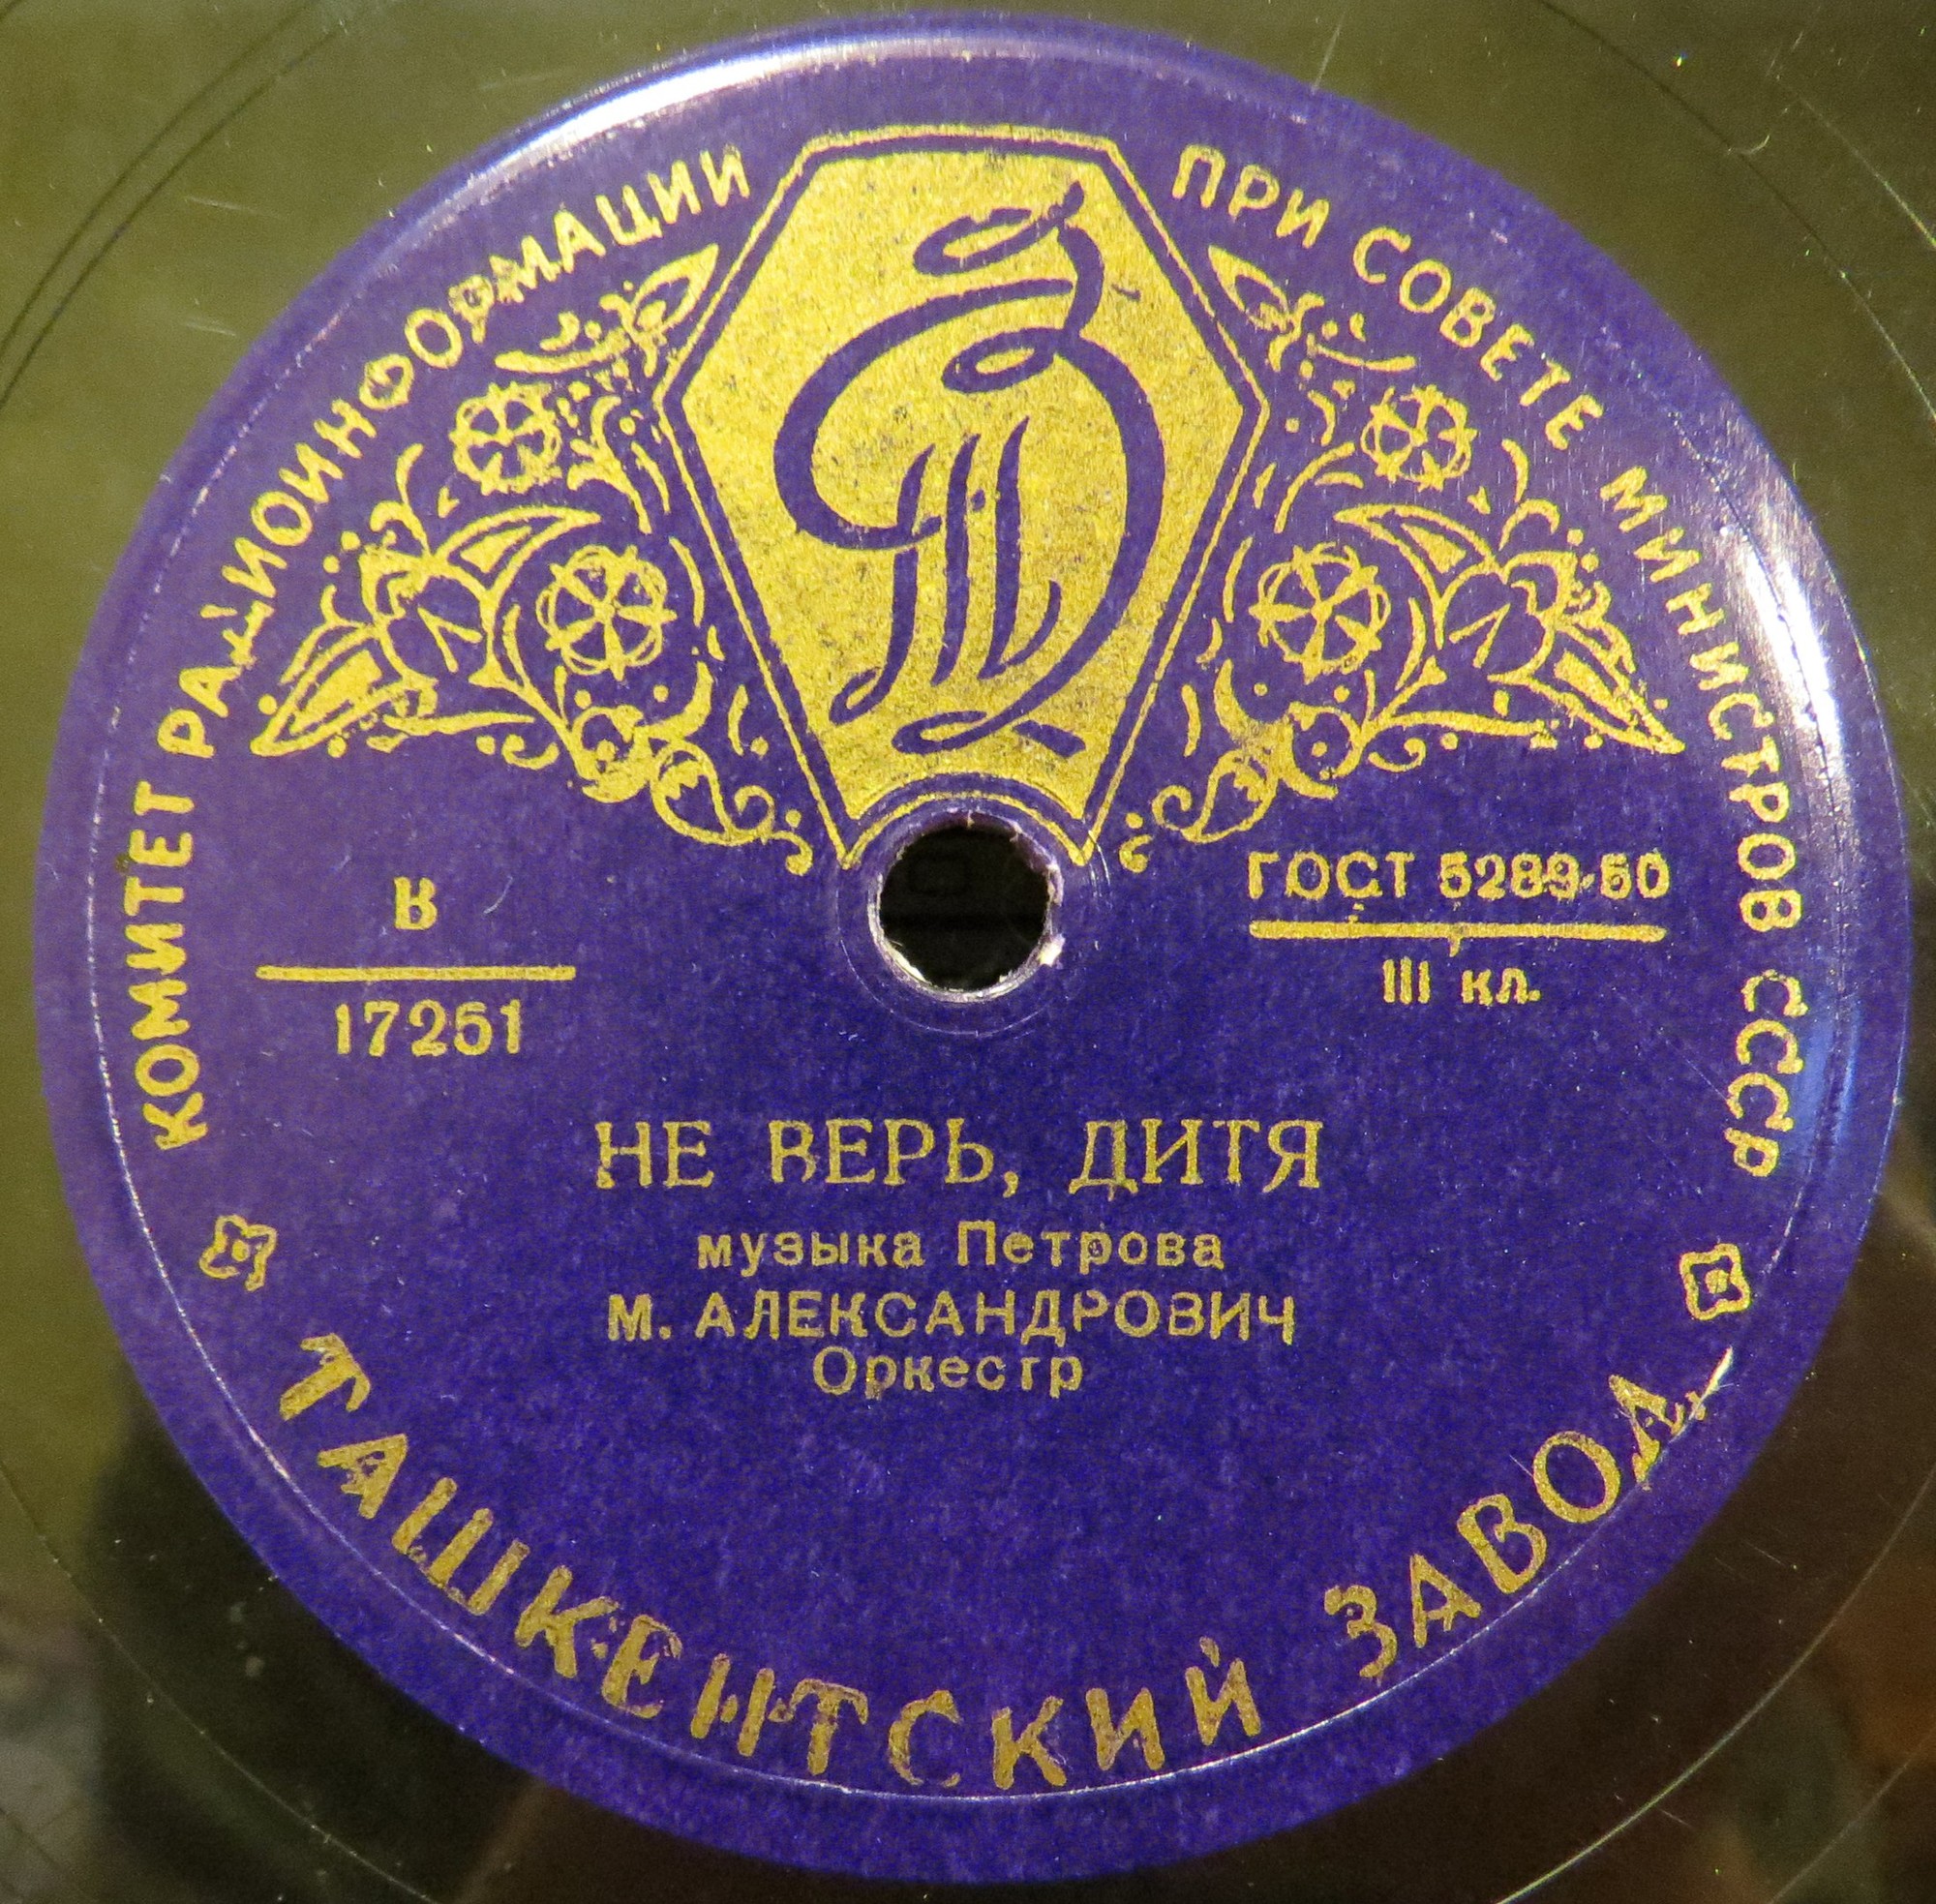 КОМИТЕТ РАДИОИНФОРМАЦИИ ПРИ СОВЕТЕ МИНИСТРОВ СССР
В
17251
ГОСТ 5289-50
III кл.
НЕ ВЕРЬ, ДИТЯ
музыка Петрова
М. АЛЕКСАНДРОВИЧ
Оркестр
ТАШКЕНТСКИЙ ЗАВОД